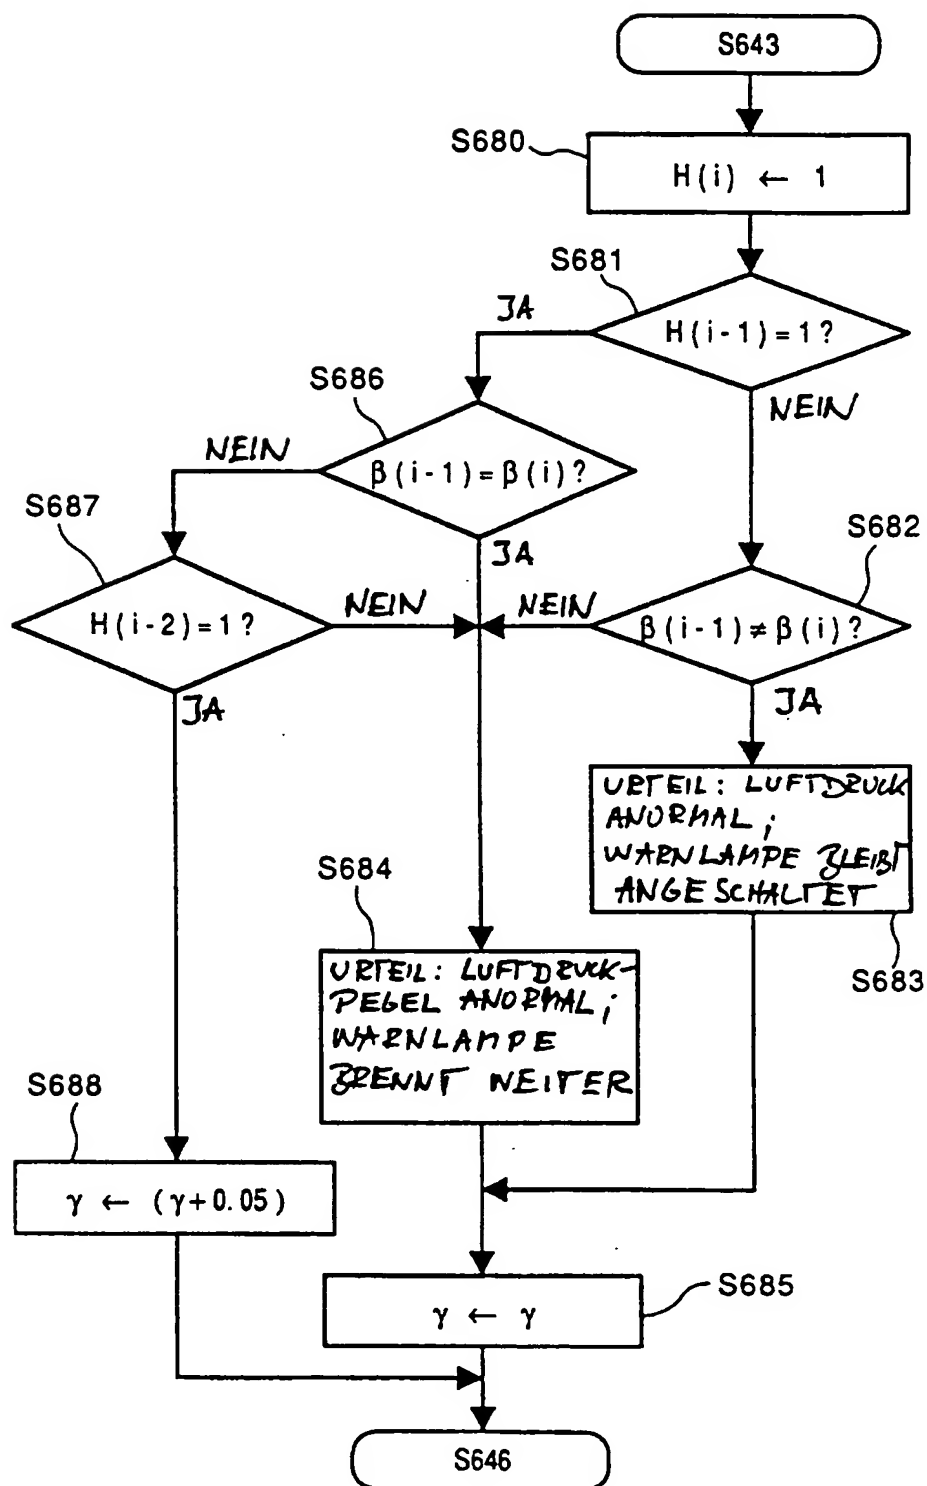 S643
S680
H(i) ← 1
S681
JA
H(i-1)=1?
S686
NEIN
NEIN
β(i-1)=β(i)?
S687
S682
JA
H(i-2)=1?
NEIN
NEIN
β(i-1)≠β(i)?
JA
JA
URTEIL: LUFTDRUCK
ANORMAL;
WARNLAMPE BLEIBT
ANGESCHALTET
S684
S683
URTEIL: LUFTDRUCK-
PEGEL ANORMAL;
WARNLAMPE
BRENNT WEITER
S688
γ ← (γ+0.05)
S685
γ ← γ
S646